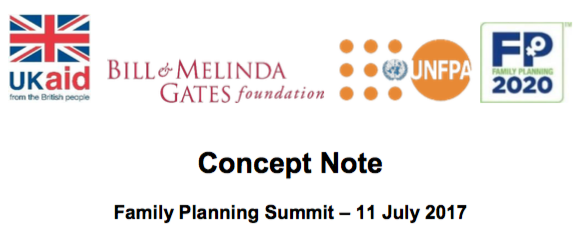 UKaid
from the British people
BILL & MELINDA
GATES foundation
UNFPA
FP
FAMILY PLANNING
2020
TM
Concept Note
Family Planning Summit – 11 July 2017